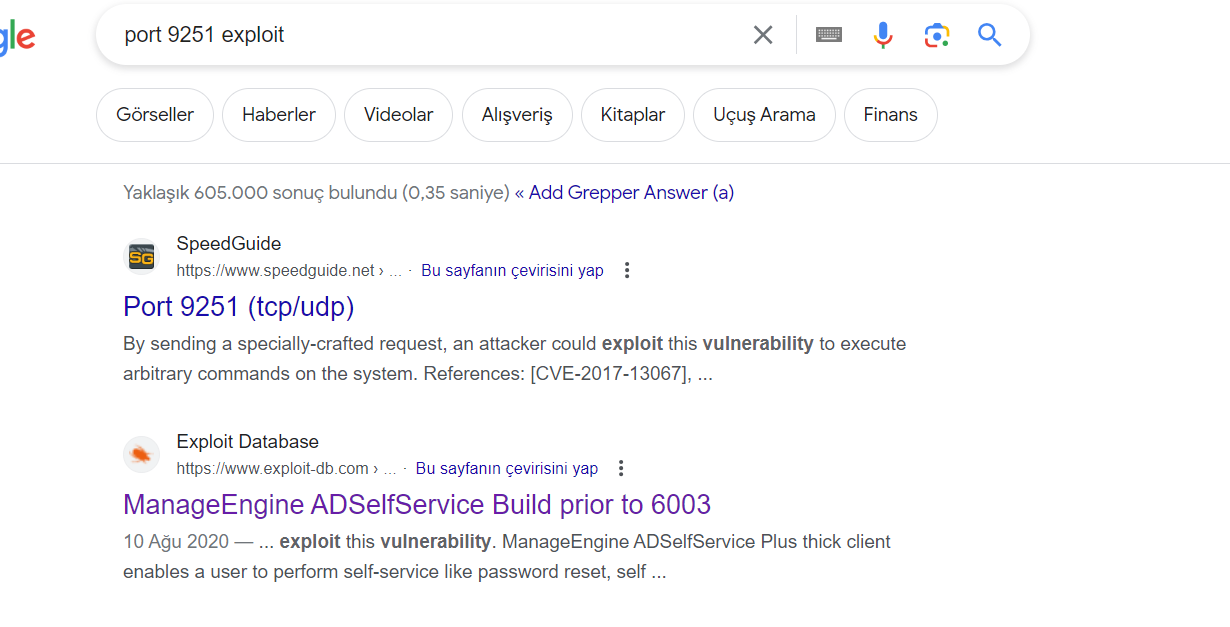 gle
port 9251 exploit
Görseller Haberler Videolar Alışveriş Kitaplar Uçuş Arama Finans
Yaklaşık 605.000 sonuç bulundu (0,35 saniye) « Add Grepper Answer (a)
SG
SpeedGuide
https://www.speedguide.net › ... · Bu sayfanın çevirisini yap
Port 9251 (tcp/udp)
By sending a specially-crafted request, an attacker could exploit this vulnerability to execute
arbitrary commands on the system. References: [CVE-2017-13067], ...
Exploit Database
https://www.exploit-db.com › ... · Bu sayfanın çevirisini yap
ManageEngine ADSelfService Build prior to 6003
10 Ağu 2020 — ... exploit this vulnerability. ManageEngine ADSelfService Plus thick client
enables a user to perform self-service like password reset, self ...